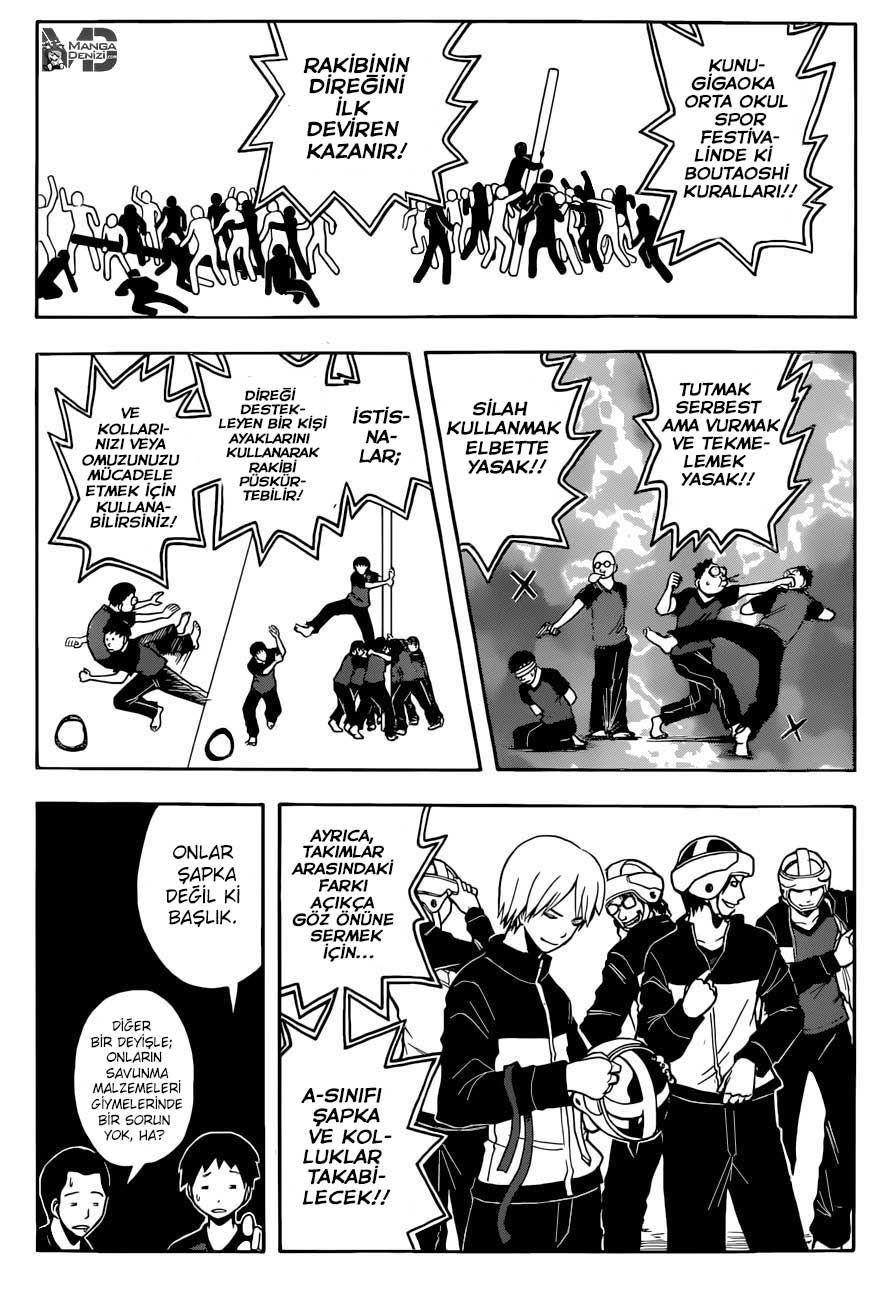 MANGA
DENİZİ
KUNU-
GİGAOKA
ORTA OKUL
SPOR
FESTİVA-
LİNDE Kİ
BOUTAOSHİ
KURALLARI!!
RAKİBİNİN
DİREĞİNİ
İLK
DEVİREN
KAZANIR!
TUTMAK
SERBEST
AMA VURMAK
VE TEKME-
LEMEK
YASAK!!
SİLAH
KULLANMAK
ELBETTE
YASAK!!
İSTİS-
NA-
LAR;
DİREĞİ
DESTEK-
LEYEN BİR KİŞİ
AYAKLARINI
KULLANARAK
RAKİBİ
PÜSKÜR-
TEBİLİR!
VE
KOLLARI-
NIZI VEYA
OMUZUNUZU
MÜCADELE
ETMEK İÇİN
KULLANA-
BİLİRSİNİZ!
AYRICA,
TAKIMLAR
ARASINDAKİ
FARKI
AÇIKÇA
GÖZ ÖNÜNE
SERMEK
İÇİN...
A-SINIFI
ŞAPKA
VE KOL-
LUKLAR
TAKABİ-
LECEK!!
ONLAR
ŞAPKA
DEĞİL Kİ
BAŞLIK.
DİĞER
BİR DEYİŞLE;
ONLARIN
SAVUNMA
MALZEMELERİ
GİYMELERİNDE
BİR SORUN
YOK, HA?